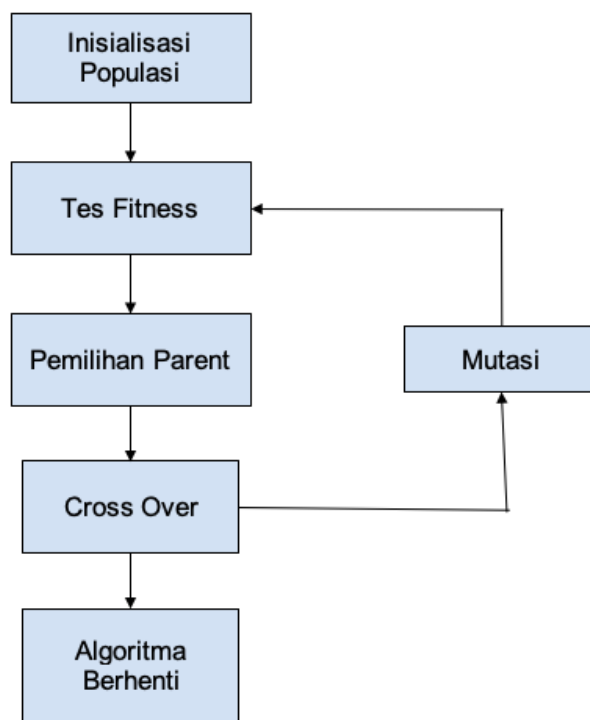 Inisialisasi
Populasi
Tes Fitness
Pemilihan Parent
Mutasi
Cross Over
Algoritma
Berhenti